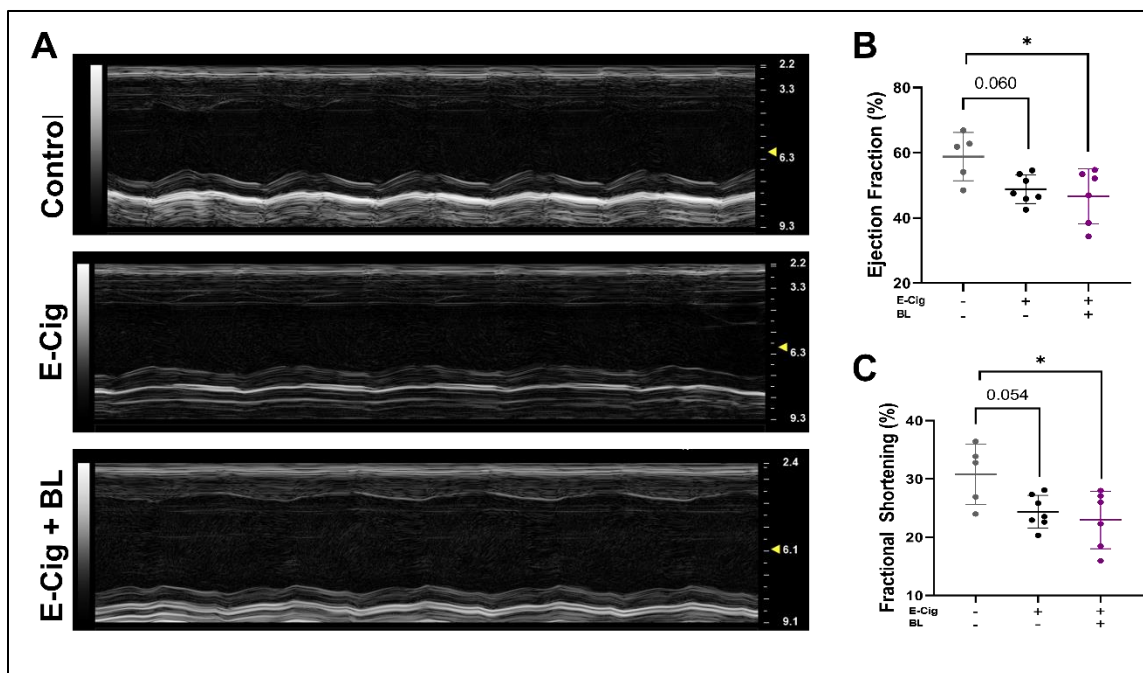 A
Control
2.2
3.3
6.3
9.3
E-Cig
2.2
3.3
6.3
9.3
E-Cig + BL
2.4
6.1
9.1
B
*
0.060
Ejection Fraction (%)
80
60
40
20
E-Cig - + +
BL - - +
C
*
0.054
Fractional Shortening (%)
40
30
20
10
E-Cig - + +
BL - - +